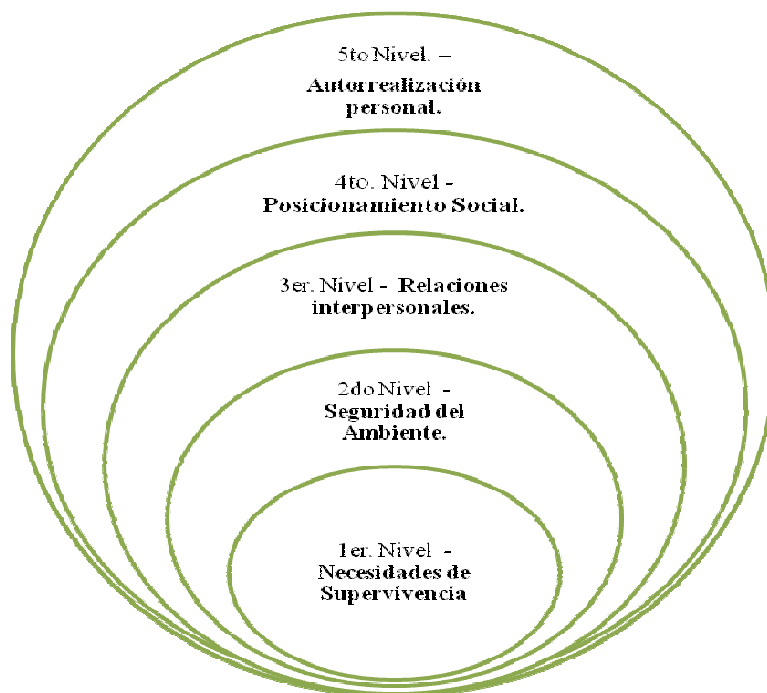 5to Nivel. –
Autorrealización
personal.
4to. Nivel -
Posicionamiento Social.
3er. Nivel - Relaciones
interpersonales.
2do Nivel -
Seguridad del
Ambiente.
1er. Nivel -
Necesidades de
Supervivencia